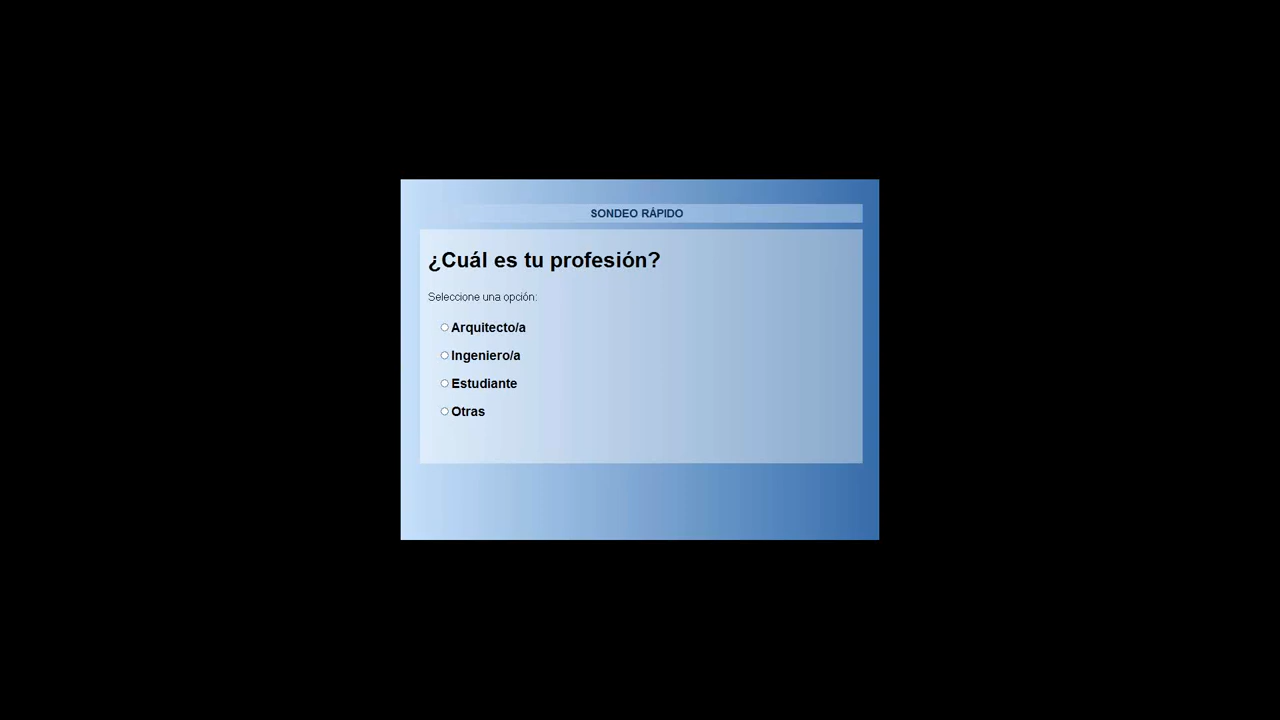 SONDEO RÁPIDO
¿Cuál es tu profesión?
Seleccione una opción:
Arquitecto/a
Ingeniero/a
Estudiante
Otras